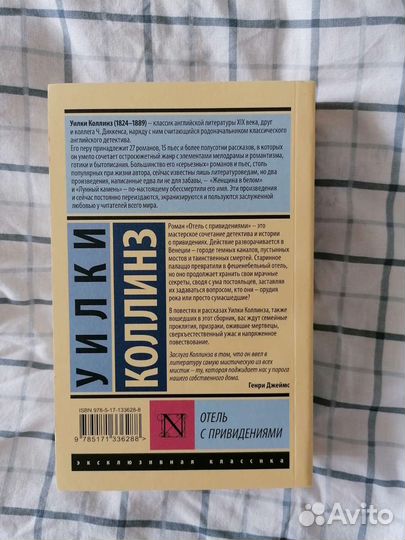 Уилки Коллинз (1824–1889) – классик английской литературы XIX века, друг
и коллега Ч. Диккенса, наряду с ним считающийся родоначальником классического
английского детектива.
Его перу принадлежит 27 романов, 15 пьес и более полусотни рассказов, в которых
он умело сочетает остросюжетный жанр с элементами мелодрамы и романтизма,
готики и бытописания. Большинство его «серьезных» романов и пьес, столь
популярных при жизни автора, сейчас известны лишь литературоведам, но два
произведения, написанные едва ли не для забавы, – «Женщина в белом»
и «Лунный камень» – по-настоящему обессмертили его имя. Эти произведения
и сейчас постоянно переиздаются, экранизируются и пользуются заслуженной
любовью у читателей всего мира.
УИЛКИ
КОЛЛИНЗ
Роман «Отель с привидениями» – это
мастерское сочетание детектива и истории
о привидениях. Действие разворачивается в
Венеции – городе темных каналов, пустынных
мостов и таинственных смертей. Старинное
палаццо превратили в фешенебельный отель,
но оно продолжает хранить свои мрачные
секреты, сводя с ума постояльцев, заставляя
их задаваться вопросом, кто они – орудия
рока или просто сумасшедшие?
В повестях и рассказах Уилки Коллинза, также
вошедших в этот сборник, вас ждут семейные
проклятия, призраки, ожившие мертвецы,
сверхъестественный ужас и напряженное
повествование.
Заслуга Коллинза в том, что он ввел в
литературу самую мистическую из всех
мистик – ту, которая поджидает нас у порога
нашего собственного дома.
Генри Джеймс
ISBN 978-5-17-133628-8
9 785171 336288 >
N
ОТЕЛЬ
С ПРИВИДЕНИЯМИ
эксклюзивная классика
Avito